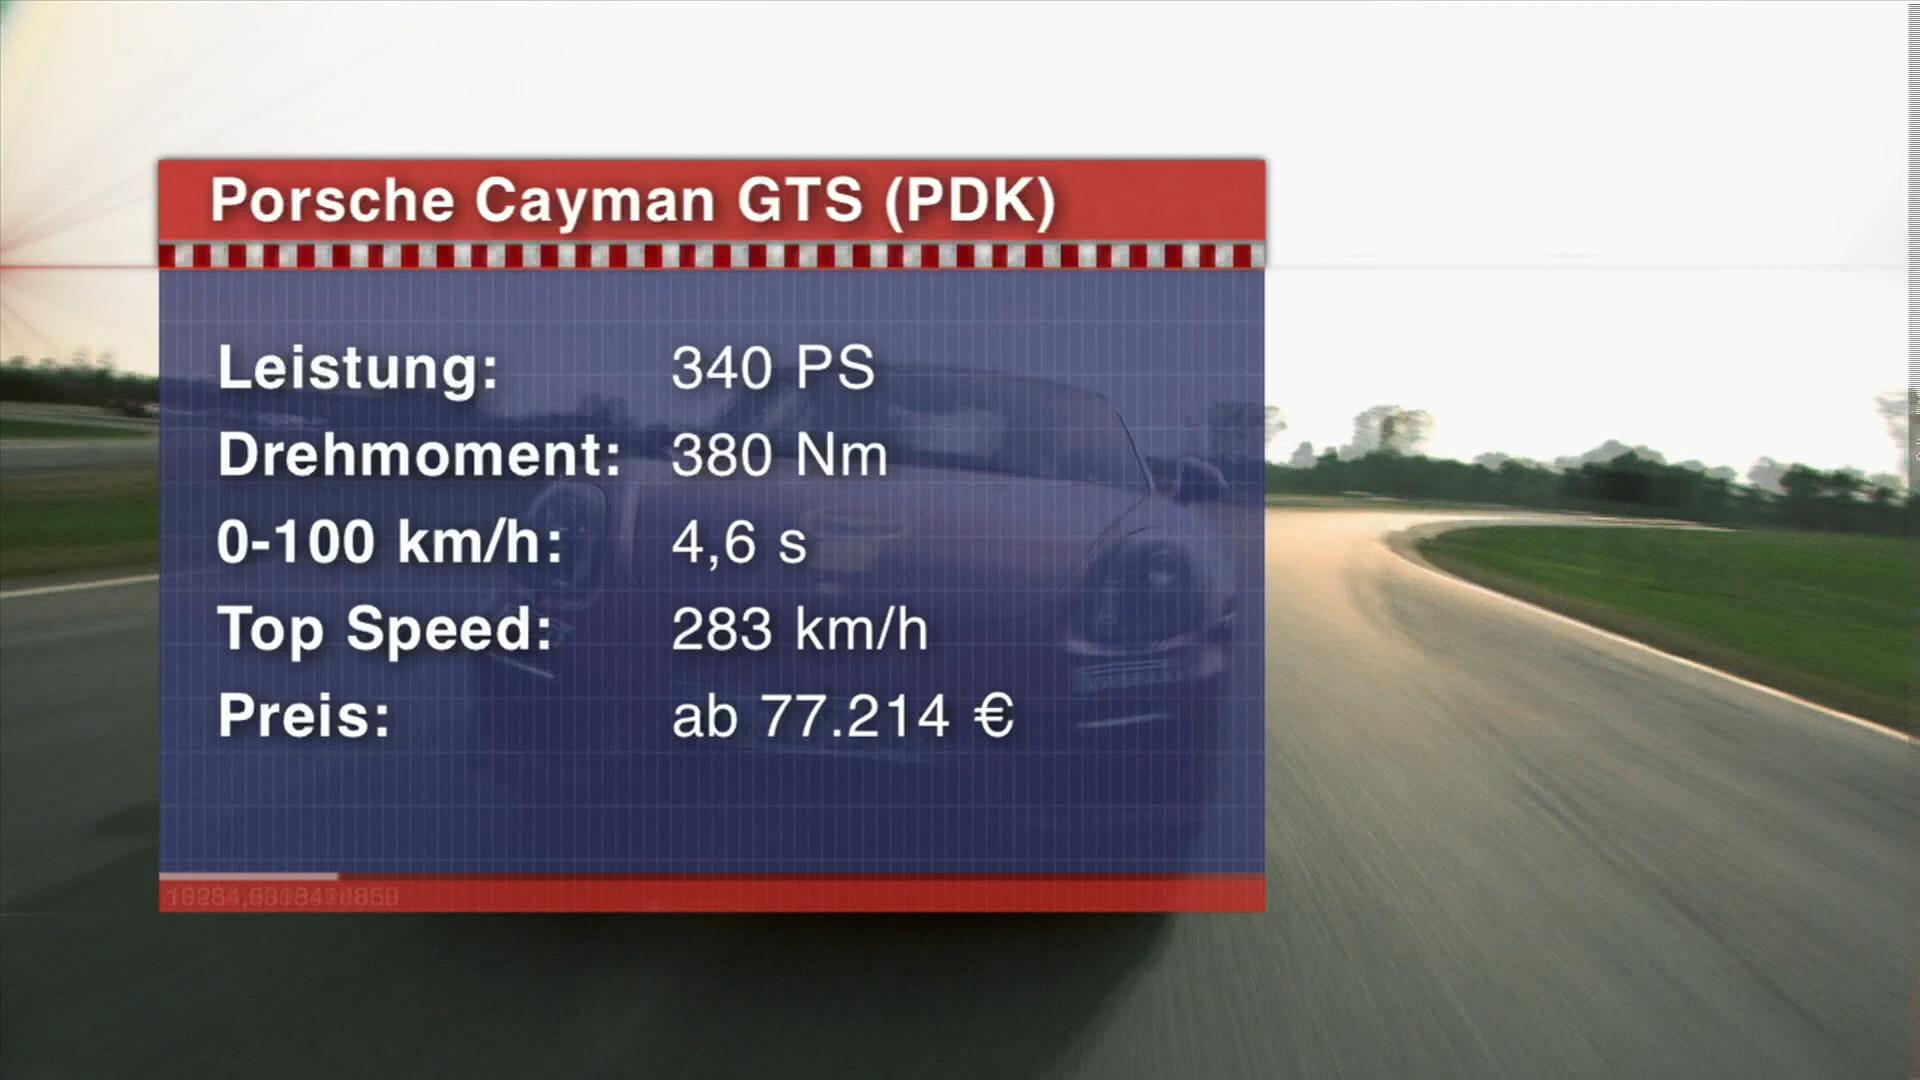 Porsche Cayman GTS (PDK)
Leistung: 340 PS
Drehmoment: 380 Nm
0-100 km/h: 4,6 s
Top Speed: 283 km/h
Preis: ab 77.214 €